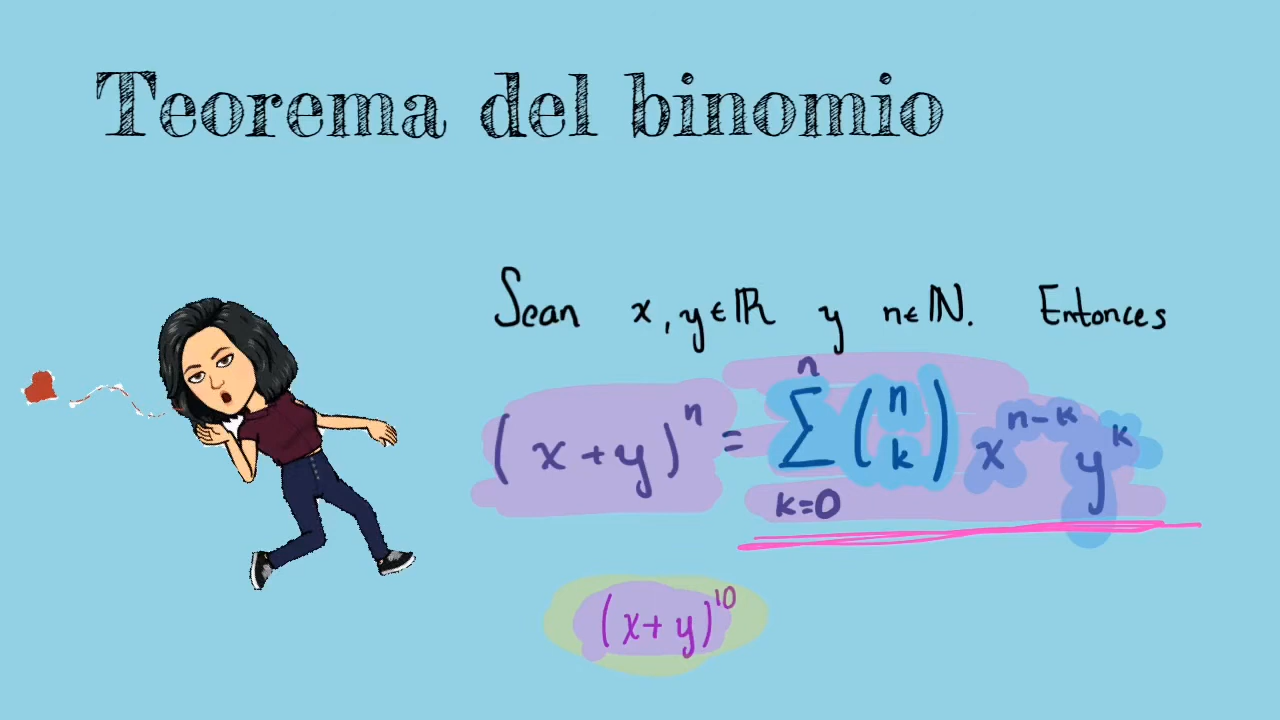 Teorema del binomio
Sean x, y ∈ ℝ y n ∈ ℕ. Entonces
(x + y)^n = ∑_{k=0}^{n} (n k) x^{n-k} y^k
(x + y)^10